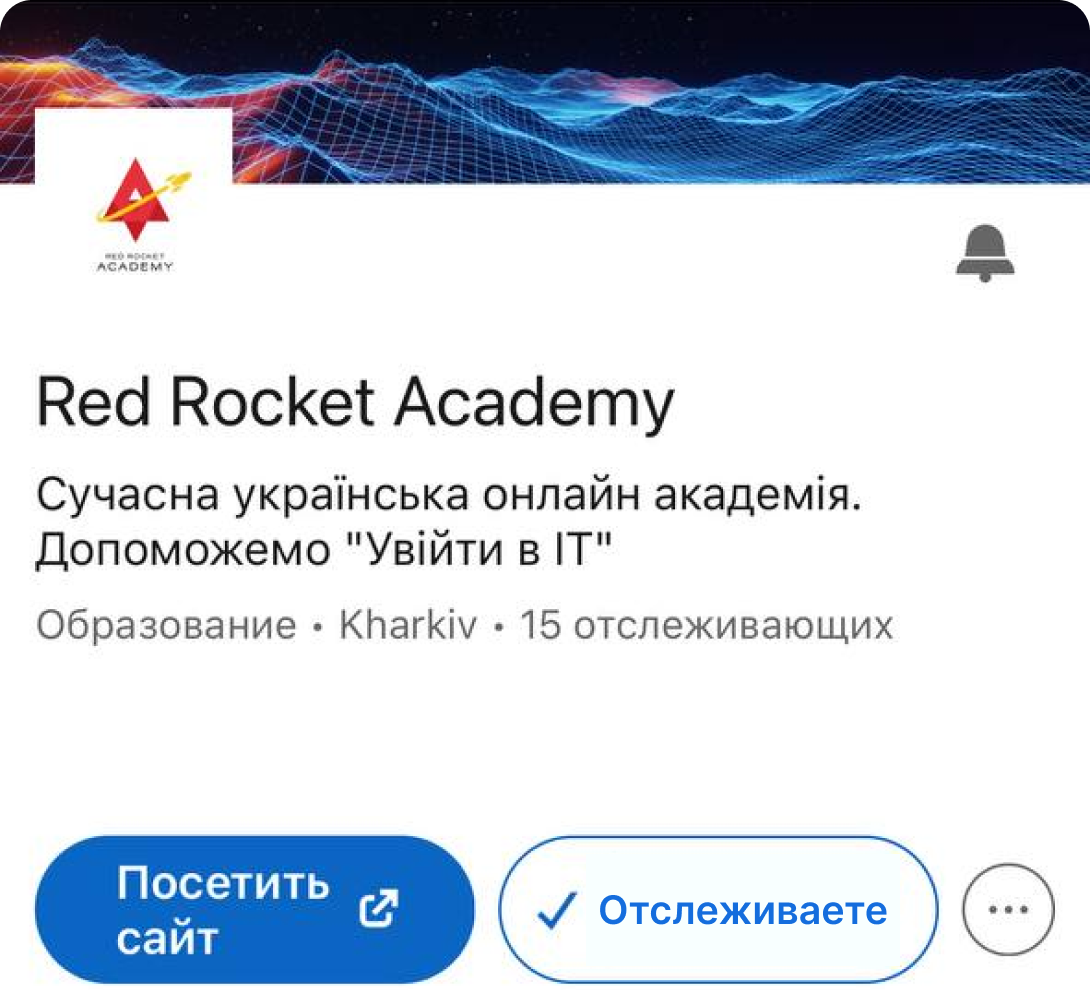 RED ROCKET
ACADEMY
Red Rocket Academy
Сучасна українська онлайн академія.
Допоможемо "Увійти в ІТ"
Образование • Kharkiv • 15 отслеживающих
Посетить
сайт
Отслеживаете